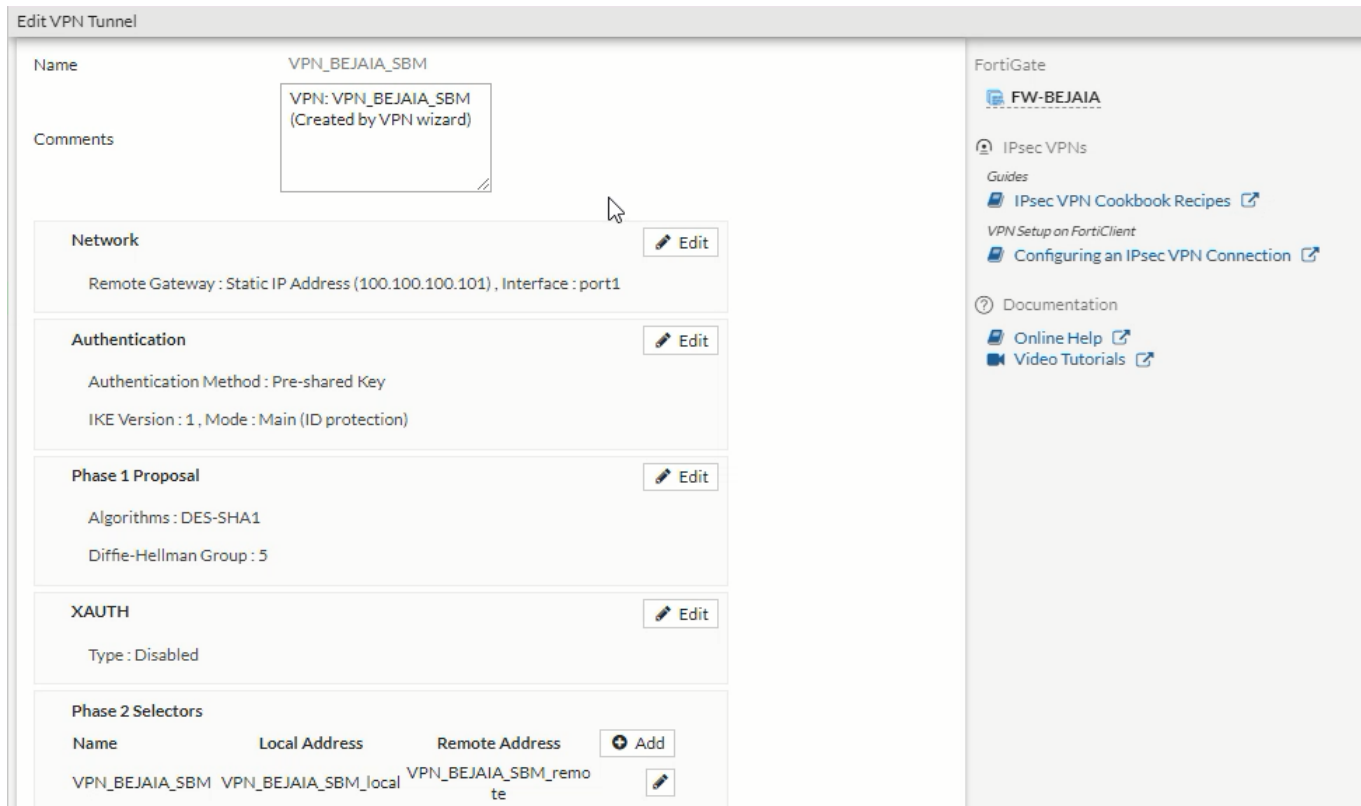 Edit VPN Tunnel
Name VPN_BEJAIA_SBM
Comments
VPN: VPN_BEJAIA_SBM
(Created by VPN wizard)
Network
Edit
Remote Gateway : Static IP Address (100.100.100.101) , Interface : port1
Authentication
Edit
Authentication Method : Pre-shared Key
IKE Version : 1 , Mode : Main (ID protection)
Phase 1 Proposal
Edit
Algorithms : DES-SHA1
Diffie-Hellman Group : 5
XAUTH
Edit
Type : Disabled
Phase 2 Selectors
Name Local Address Remote Address Add
VPN_BEJAIA_SBM VPN_BEJAIA_SBM_local VPN_BEJAIA_SBM_remo
te
FortiGate
FW-BEJAIA
IPsec VPNs
Guides
IPsec VPN Cookbook Recipes
VPN Setup on FortiClient
Configuring an IPsec VPN Connection
Documentation
Online Help
Video Tutorials